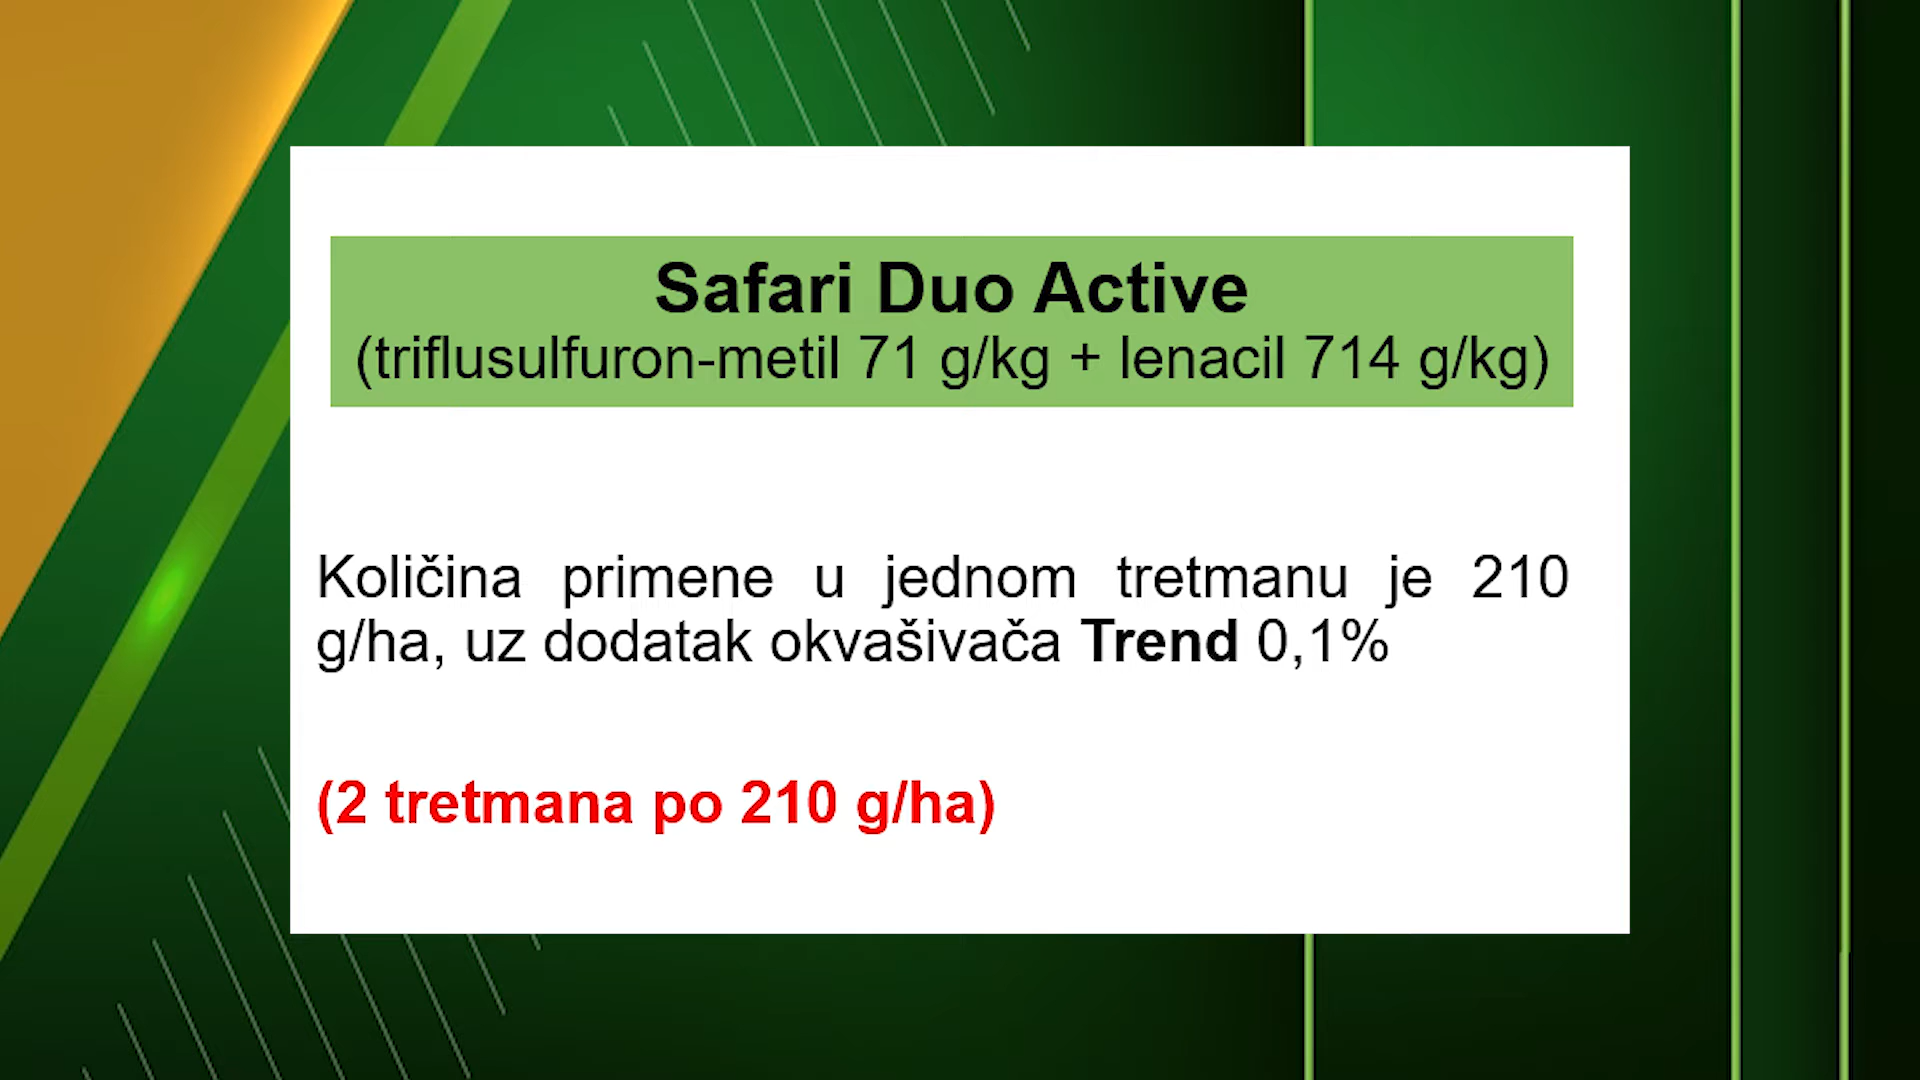 Safari Duo Active
(triflusulfuron-metil 71 g/kg + lenacil 714 g/kg)
Količina primene u jednom tretmanu je 210
g/ha, uz dodatak okvašivača Trend 0,1%
(2 tretmana po 210 g/ha)